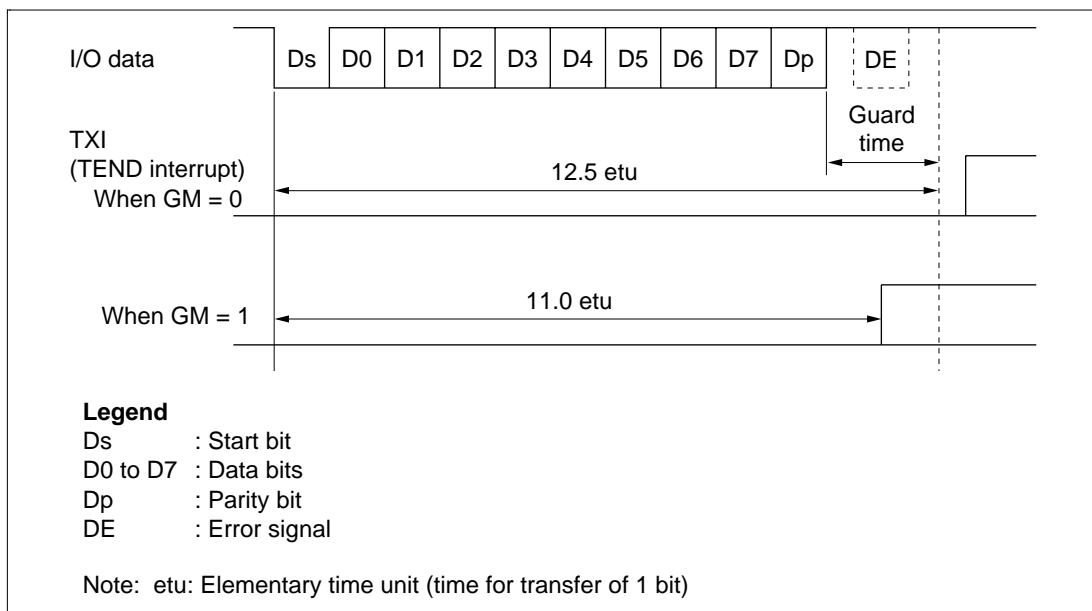 I/O data
Ds D0 D1 D2 D3 D4 D5 D6 D7 Dp DE
Guard
time
TXI
(TEND interrupt)
When GM = 0
12.5 etu
When GM = 1
11.0 etu
Legend
Ds : Start bit
D0 to D7 : Data bits
Dp : Parity bit
DE : Error signal
Note: etu: Elementary time unit (time for transfer of 1 bit)